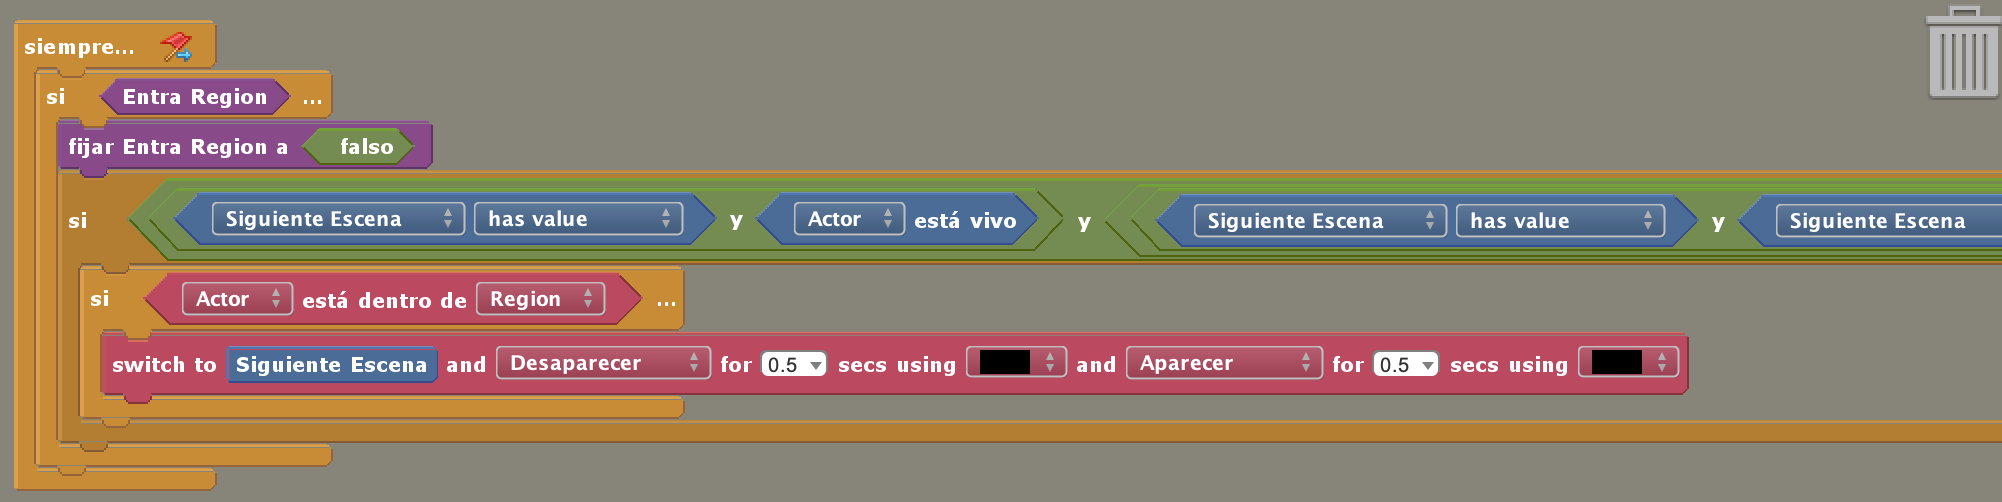 siempre...
si Entra Region ...
fijar Entra Region a falso
si Siguiente Escena has value y Actor está vivo y Siguiente Escena has value y Siguiente Escena
si Actor está dentro de Region ...
switch to Siguiente Escena and Desaparecer for 0.5 secs using and Aparecer for 0.5 secs using